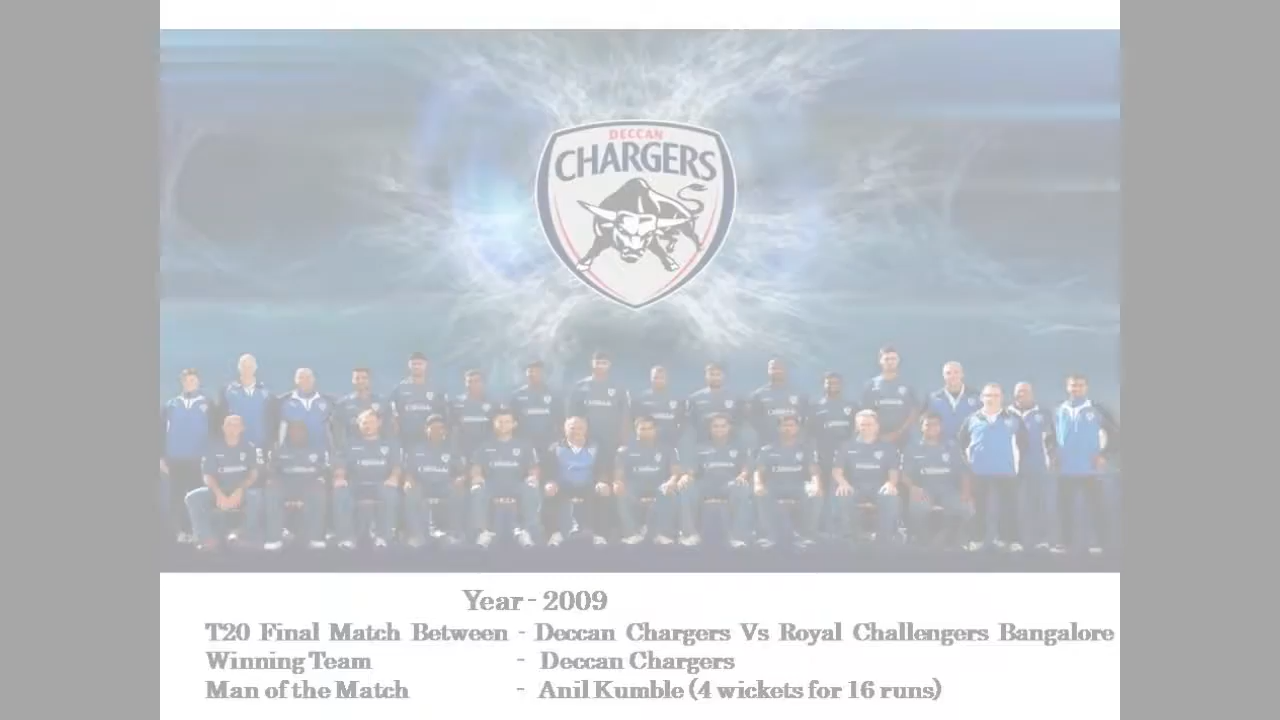 DECCAN
CHARGERS
Year - 2009
T20 Final Match Between - Deccan Chargers Vs Royal Challengers Bangalore
Winning Team - Deccan Chargers
Man of the Match - Anil Kumble (4 wickets for 16 runs)